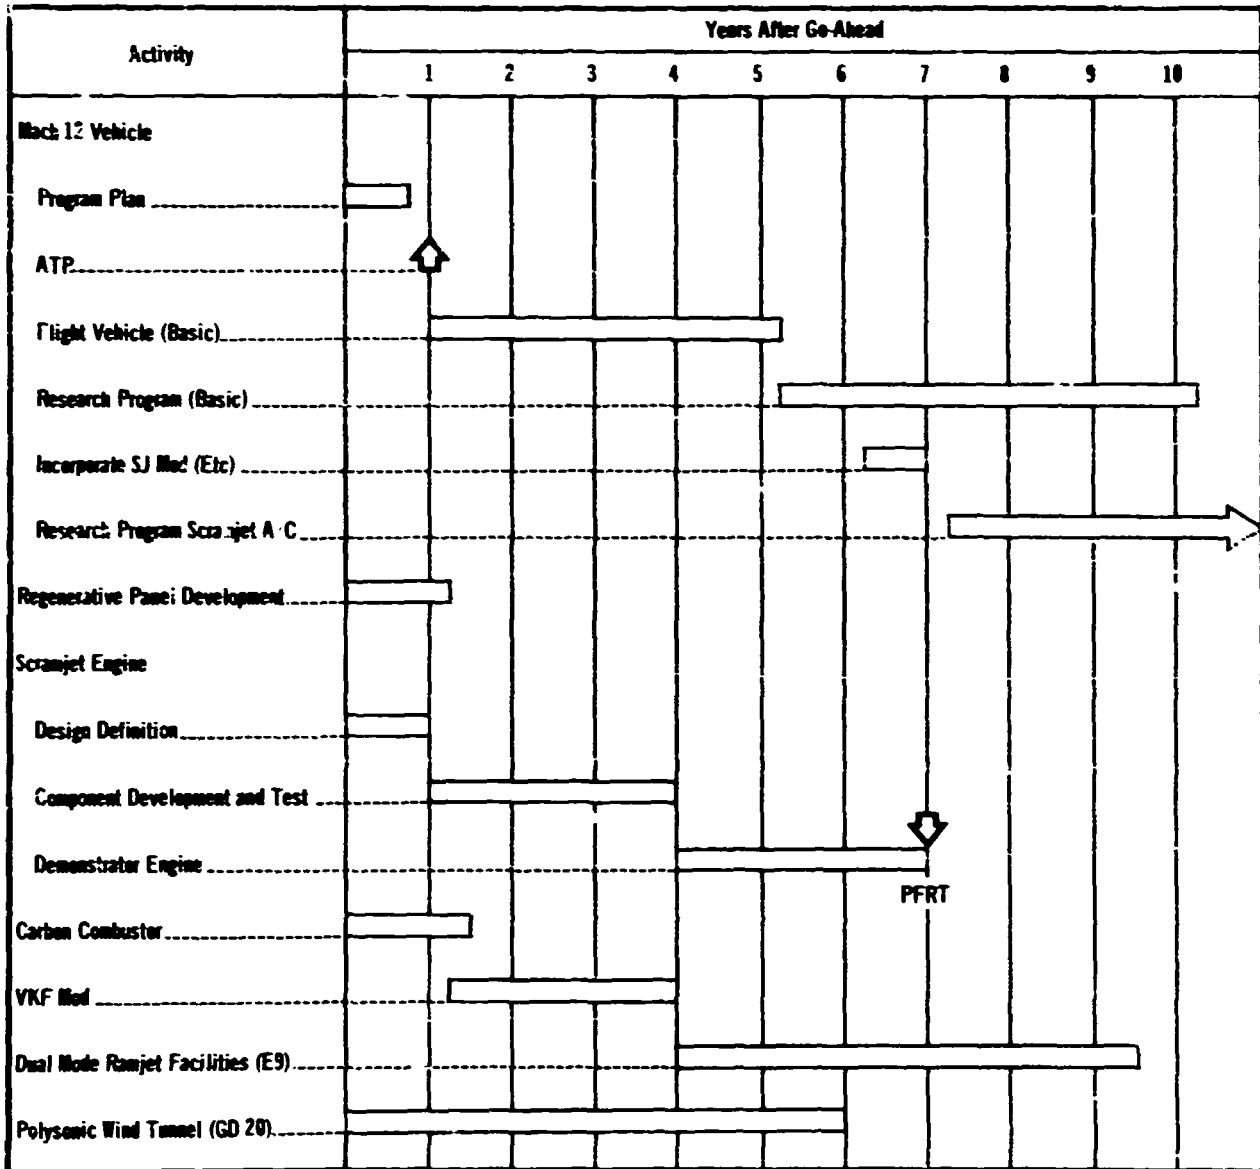 Activity
Years After Go-Ahead
1 2 3 4 5 6 7 8 9 10
Mach 12 Vehicle
Program Plan
ATP
Flight Vehicle (Basic)
Research Program (Basic)
Incorporate SJ Mod (Etc)
Research Program Scramjet A/C
Regenerative Panel Development
Scramjet Engine
Design Definition
Component Development and Test
Demonstrator Engine
PFRT
Carbon Combustor
VKF Mod
Dual Mode Ramjet Facilities (E9)
Polysonic Wind Tunnel (GD 20)